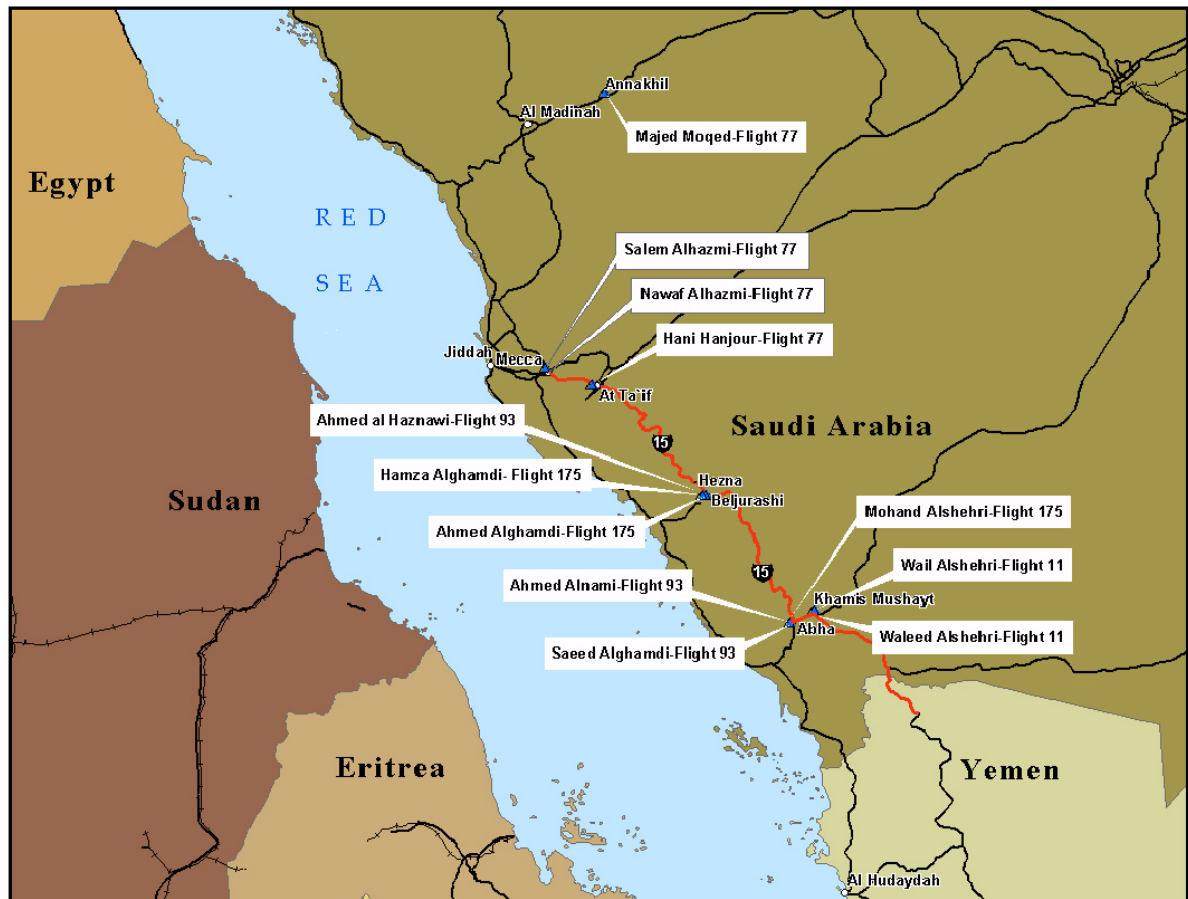 Annakhil
Al Madinah
Majed Moqed-Flight 77
Egypt
RED
SEA
Salem Alhazmi-Flight 77
Nawaf Alhazmi-Flight 77
Hani Hanjour-Flight 77
Jiddah
Mecca
At Ta`if
Ahmed al Haznawi-Flight 93
Saudi Arabia
15
Hamza Alghamdi- Flight 175
Hezna
Beljurashi
Sudan
Ahmed Alghamdi-Flight 175
Mohand Alshehri-Flight 175
Wail Alshehri-Flight 11
15
Ahmed Alnami-Flight 93
Khamis Mushayt
Abha
Waleed Alshehri-Flight 11
Saeed Alghamdi-Flight 93
Eritrea
Yemen
Al Hudaydah